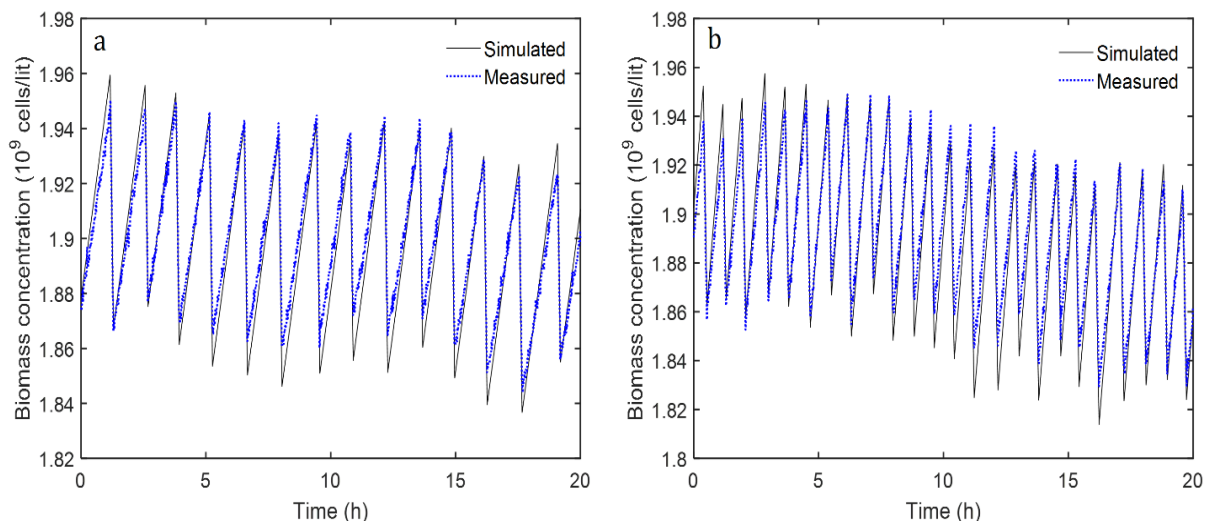 a
Simulated
Measured
Biomass concentration (10⁹ cells/lit)
1.98
1.96
1.94
1.92
1.9
1.88
1.86
1.84
1.82
0 5 10 15 20
Time (h)
b
Simulated
Measured
Biomass concentration (10⁹ cells/lit)
1.98
1.96
1.94
1.92
1.9
1.88
1.86
1.84
1.82
1.8
0 5 10 15 20
Time (h)